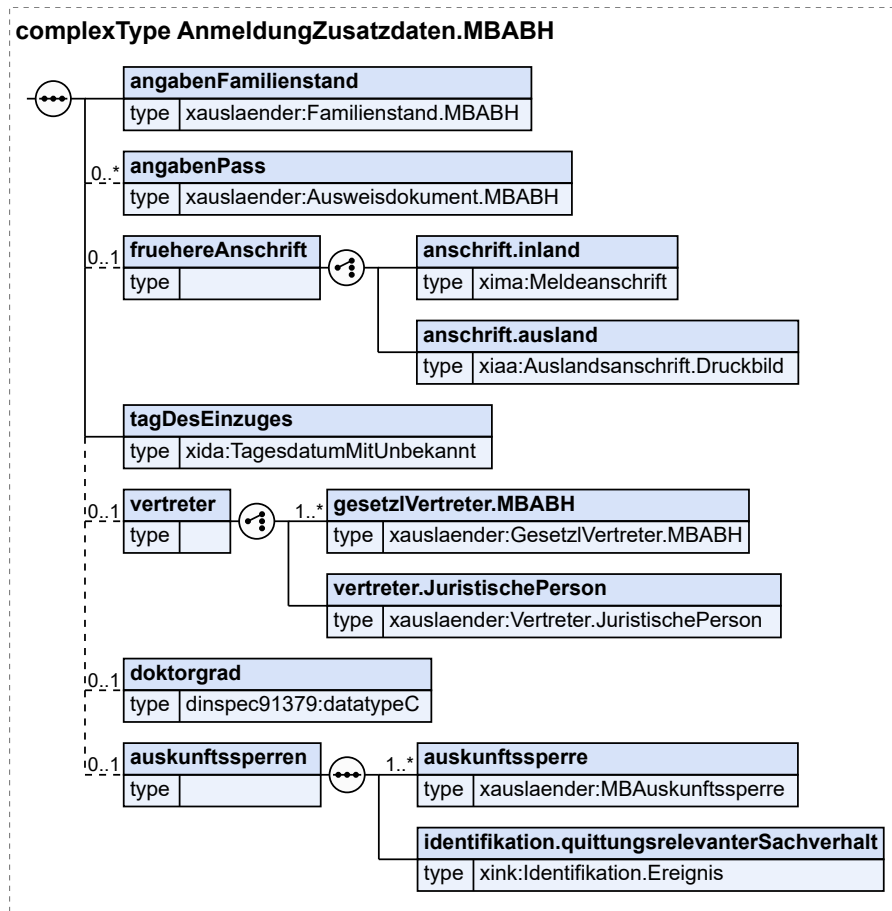 complexType AnmeldungZusatzdaten.MBABH
angabenFamilienstand
type xauslaender:Familienstand.MBABH
0..* angabenPass
type xauslaender:Ausweisdokument.MBABH
0..1 fruehereAnschrift
type
anschrift.inland
type xima:Meldeanschrift
anschrift.ausland
type xiaa:Auslandsanschrift.Druckbild
tagDesEinzuges
type xida:TagesdatumMitUnbekannt
0..1 vertreter
type
1..* gesetzlVertreter.MBABH
type xauslaender:GesetzlVertreter.MBABH
vertreter.JuristischePerson
type xauslaender:Vertreter.JuristischePerson
0..1 doktorgrad
type dinspec91379:datatypeC
0..1 auskunftssperren
type
1..* auskunftssperre
type xauslaender:MBAuskunftssperre
identifikation.quittungsrelevanterSachverhalt
type xink:Identifikation.Ereignis